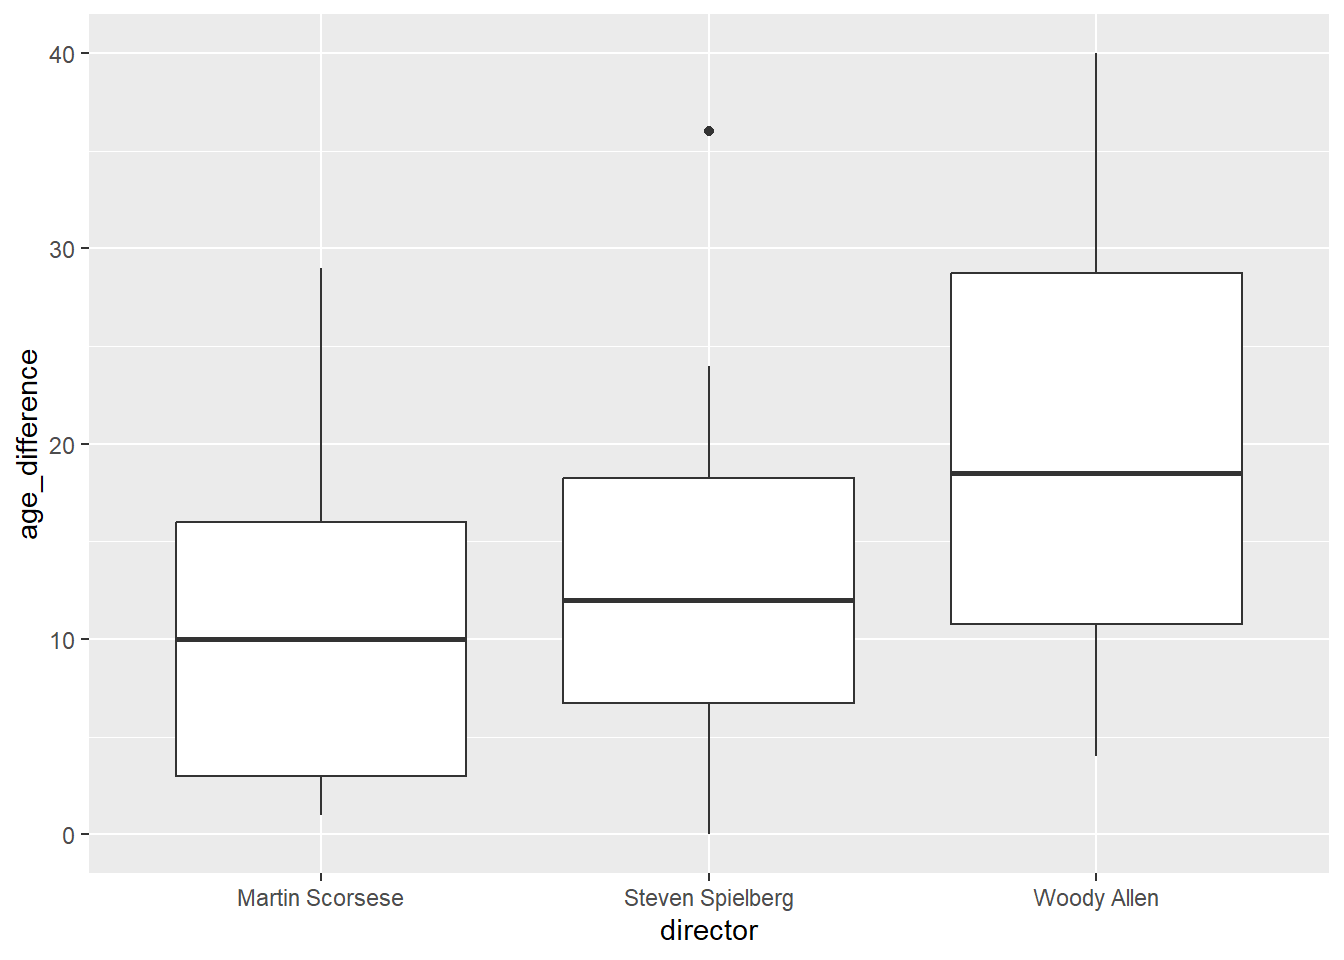 age_difference
40
30
20
10
0
Martin Scorsese
Steven Spielberg
Woody Allen
director